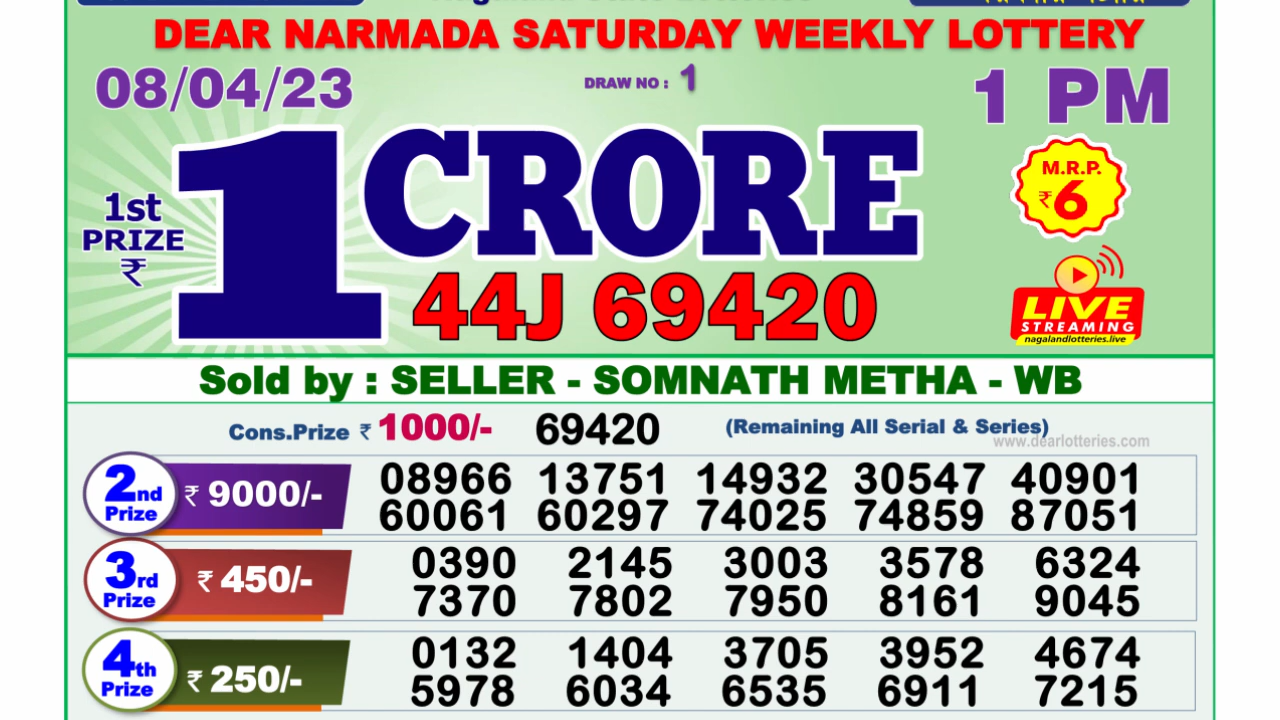 DEAR NARMADA SATURDAY WEEKLY LOTTERY
08/04/23
DRAW NO : 1
1 PM
1st
PRIZE
₹
1 CRORE
M.R.P.
₹6
44J 69420
LIVE
STREAMING
nagalandlotteries.live
Sold by : SELLER - SOMNATH METHA - WB
Cons.Prize ₹ 1000/- 69420 (Remaining All Serial & Series)
www.dearlotteries.com
2nd Prize ₹ 9000/-
08966 13751 14932 30547 40901
60061 60297 74025 74859 87051
3rd Prize ₹ 450/-
0390 2145 3003 3578 6324
7370 7802 7950 8161 9045
4th Prize ₹ 250/-
0132 1404 3705 3952 4674
5978 6034 6535 6911 7215